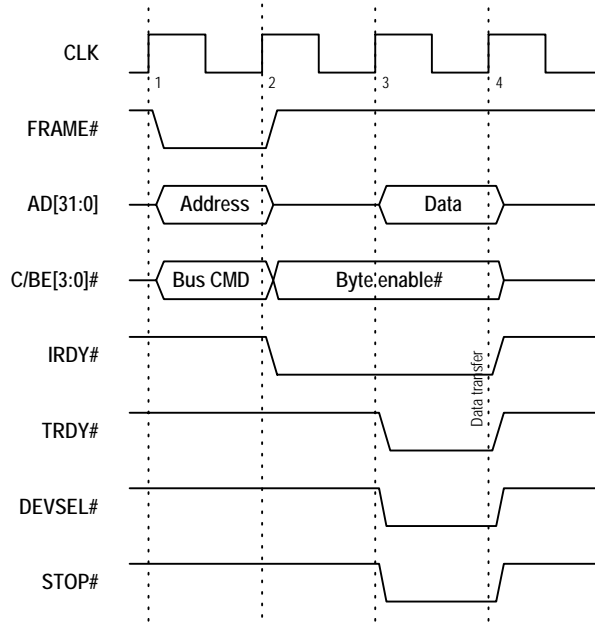 CLK
1 2 3 4
FRAME#
AD[31:0] Address Data
C/BE[3:0]# Bus CMD Byte enable#
IRDY#
Data transfer
TRDY#
DEVSEL#
STOP#